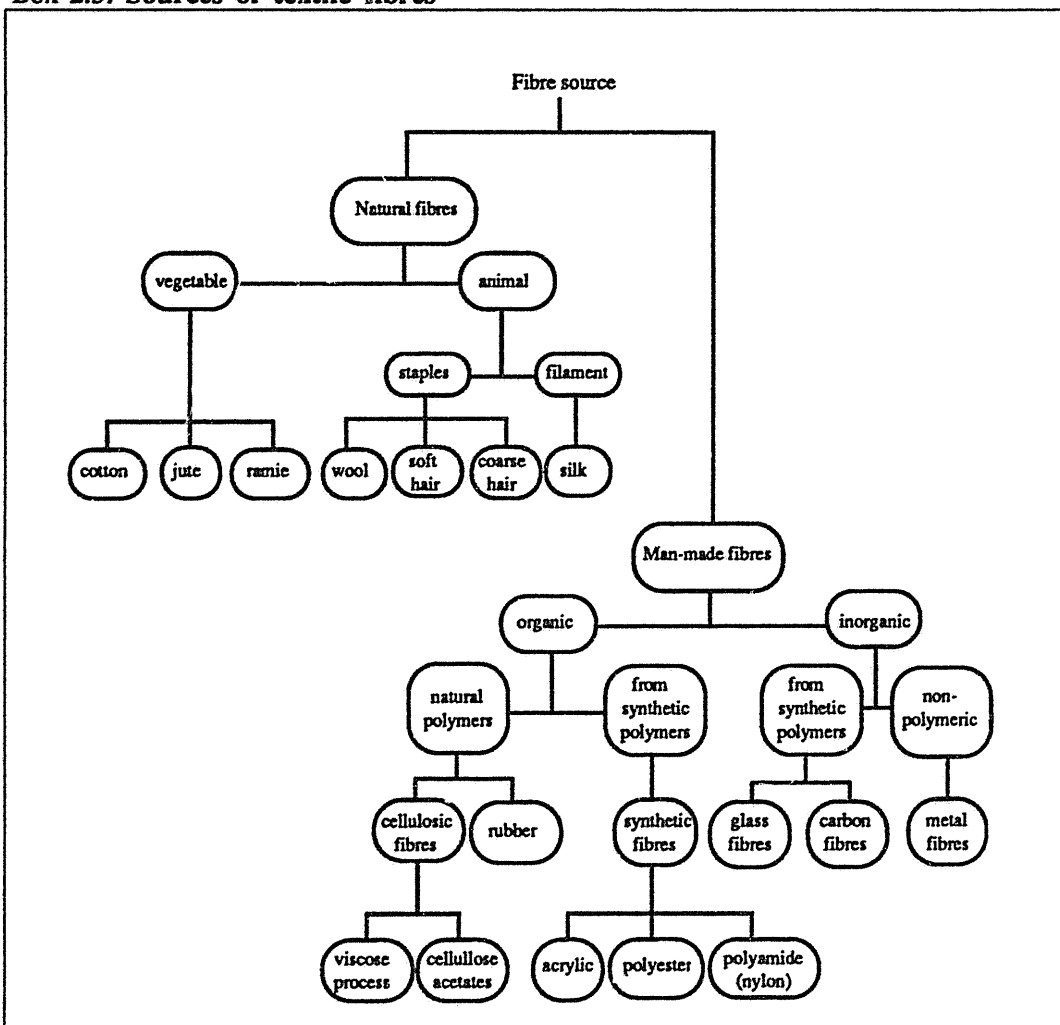 Box 2.3: Sources of textile fibres
Fibre source
Natural fibres
vegetable
animal
staples
filament
cotton
jute
ramie
wool
soft
hair
coarse
hair
silk
Man-made fibres
organic
inorganic
natural
polymers
from
synthetic
polymers
from
synthetic
polymers
non-
polymeric
cellulosic
fibres
rubber
synthetic
fibres
glass
fibres
carbon
fibres
metal
fibres
viscose
process
cellullose
acetates
acrylic
polyester
polyamide
(nylon)